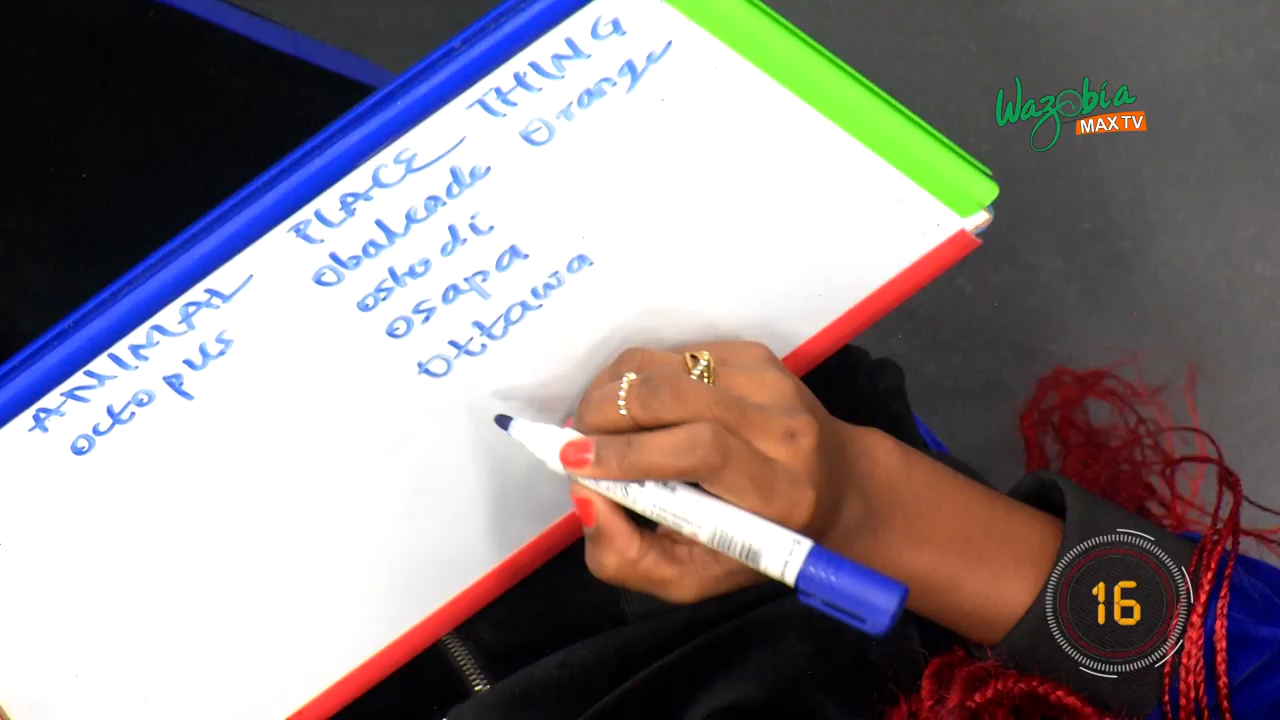 ANIMAL PLACE THING
octopus Obalende Orange
oshodi
osapa
Ottawa
Wazobia
MAX TV
16